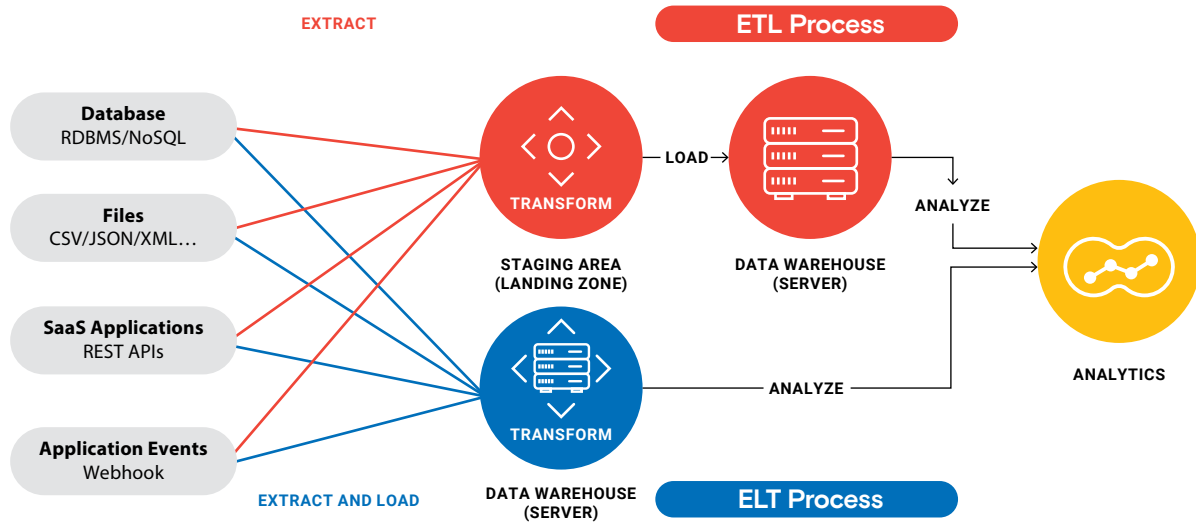 EXTRACT
ETL Process
Database
RDBMS/NoSQL
Files
CSV/JSON/XML…
SaaS Applications
REST APIs
Application Events
Webhook
TRANSFORM
LOAD
ANALYZE
STAGING AREA
(LANDING ZONE)
DATA WAREHOUSE
(SERVER)
TRANSFORM
ANALYZE
ANALYTICS
EXTRACT AND LOAD
DATA WAREHOUSE
(SERVER)
ELT Process